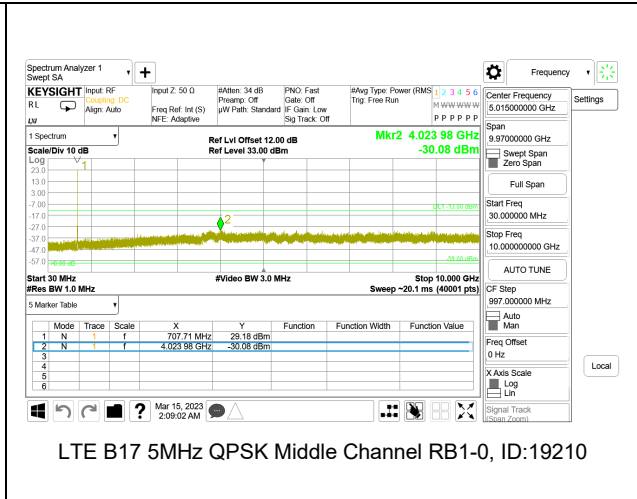 Spectrum Analyzer 1
Swept SA
Frequency
KEYSIGHT
RL
Input: RF
Coupling: DC
Align: Auto
Input Z: 50 Ω
Freq Ref: Int (S)
NFE: Adaptive
#Atten: 34 dB
Preamp: Off
µW Path: Standard
PNO: Fast
Gate: Off
IF Gain: Low
Sig Track: Off
#Avg Type: Power (RMS
Trig: Free Run
1 2 3 4 5 6
M W W W W W
P P P P P P
Center Frequency
5.015000000 GHz
Settings
1 Spectrum
Scale/Div 10 dB
Ref Lvl Offset 12.00 dB
Ref Level 33.00 dBm
Mkr2 4.023 98 GHz
-30.08 dBm
Span
9.97000000 GHz
Swept Span
Zero Span
Full Span
Log
23.0
13.0
3.00
-7.00
-17.0
-27.0
-37.0
-47.0
-57.0
1
2
Start Freq
30.000000 MHz
Stop Freq
10.000000000 GHz
AUTO TUNE
Start 30 MHz
#Res BW 1.0 MHz
#Video BW 3.0 MHz
Stop 10.000 GHz
Sweep ~20.1 ms (40001 pts)
CF Step
997.000000 MHz
Auto
Man
5 Marker Table
Mode Trace Scale X Y Function Function Width Function Value
1 N 1 f 707.71 MHz 29.18 dBm
2 N 1 f 4.023 98 GHz -30.08 dBm
3
4
5
6
Freq Offset
0 Hz
X Axis Scale
Log
Lin
Local
Signal Track
(Span Zoom)
?
Mar 15, 2023
2:09:02 AM
LTE B17 5MHz QPSK Middle Channel RB1-0, ID:19210